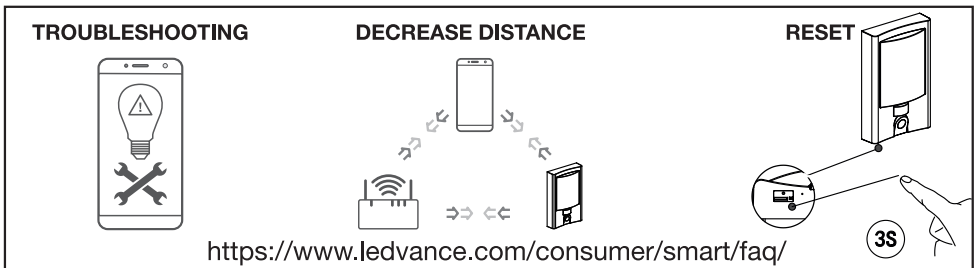 TROUBLESHOOTING
DECREASE DISTANCE
RESET
3S
https://www.ledvance.com/consumer/smart/faq/